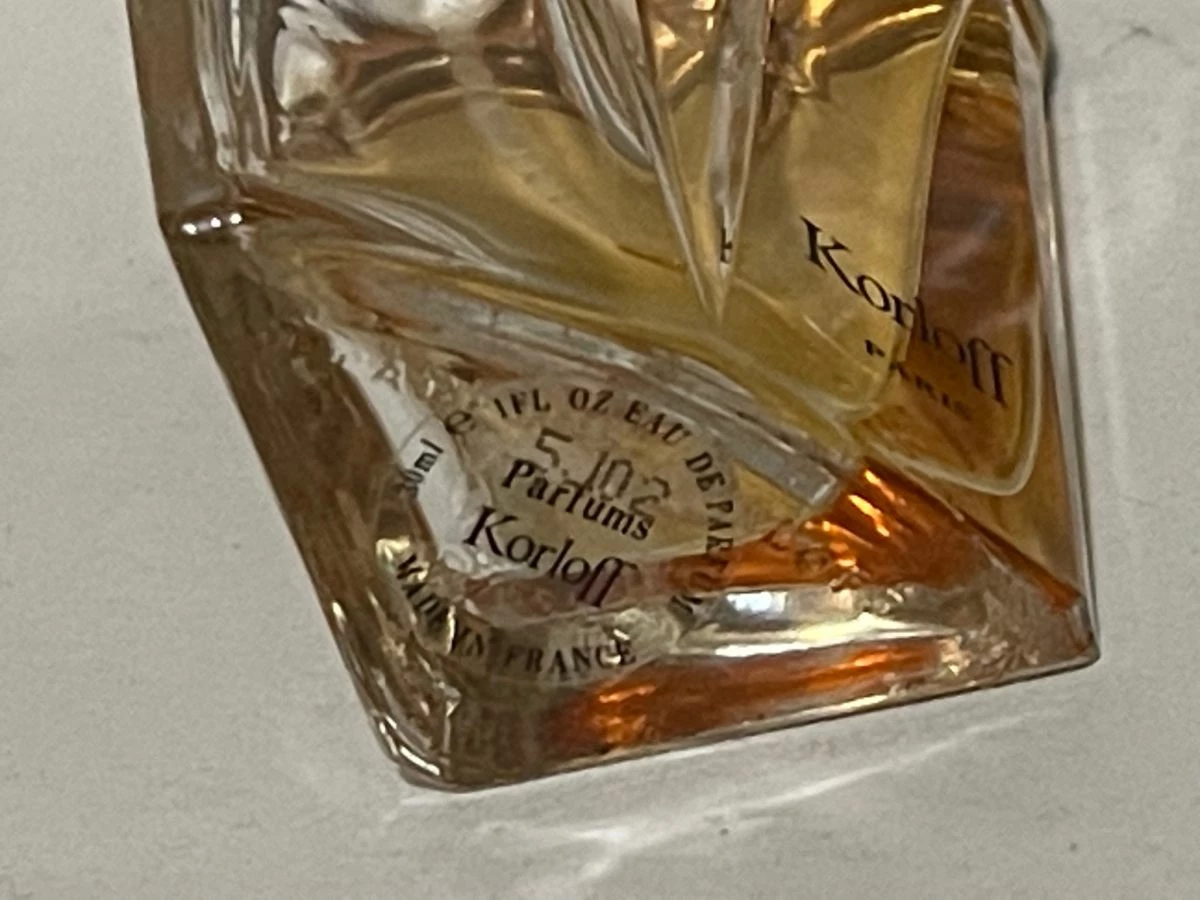 Korloff
PARIS
30ml e 1FL OZ EAU DE PARFUM
5.102
Parfums
Korloff
MADE IN FRANCE